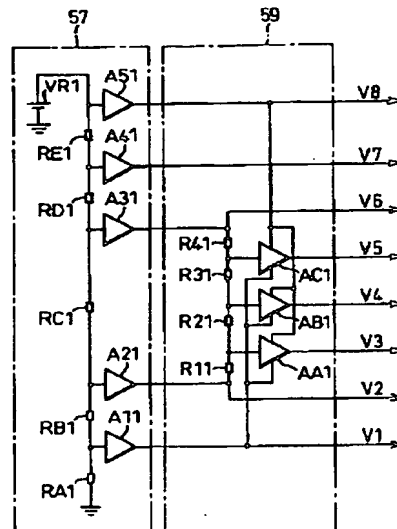 57 59
A51
VR1
V8
RE1
A41
V7
RD1
A31
V6
R41
V5
R31
AC1
V4
RC1
R21
AB1
V3
A21
R11
AA1
V2
RB1
A11
V1
RA1